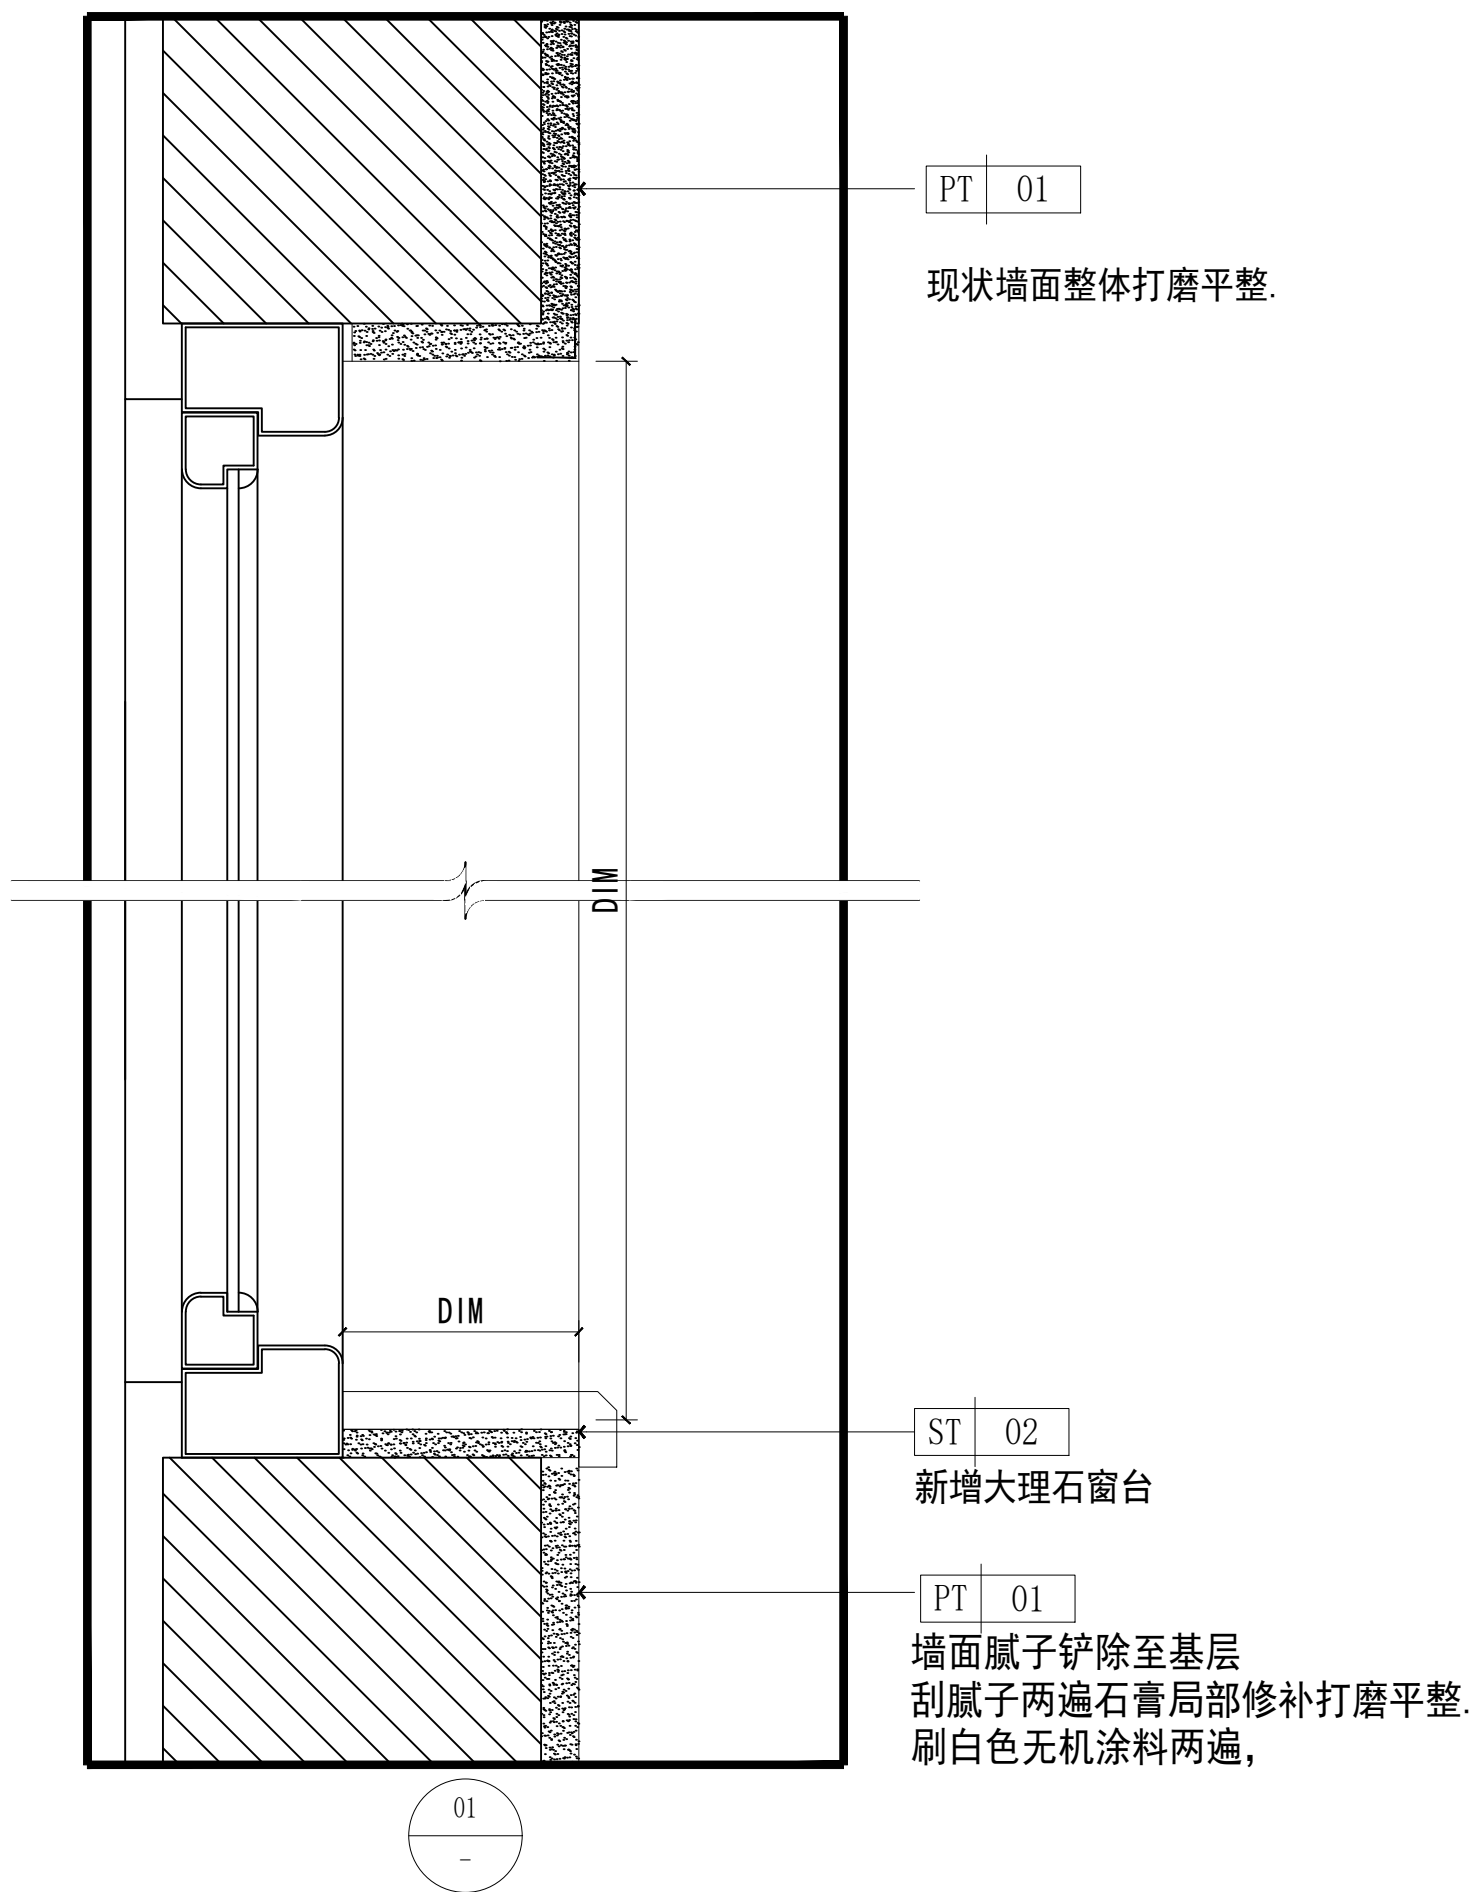 PT 01
现状墙面整体打磨平整.
DIM
DIM
ST 02
新增大理石窗台
PT 01
墙面腻子铲除至基层
刮腻子两遍石膏局部修补打磨平整.
刷白色无机涂料两遍,
01
-